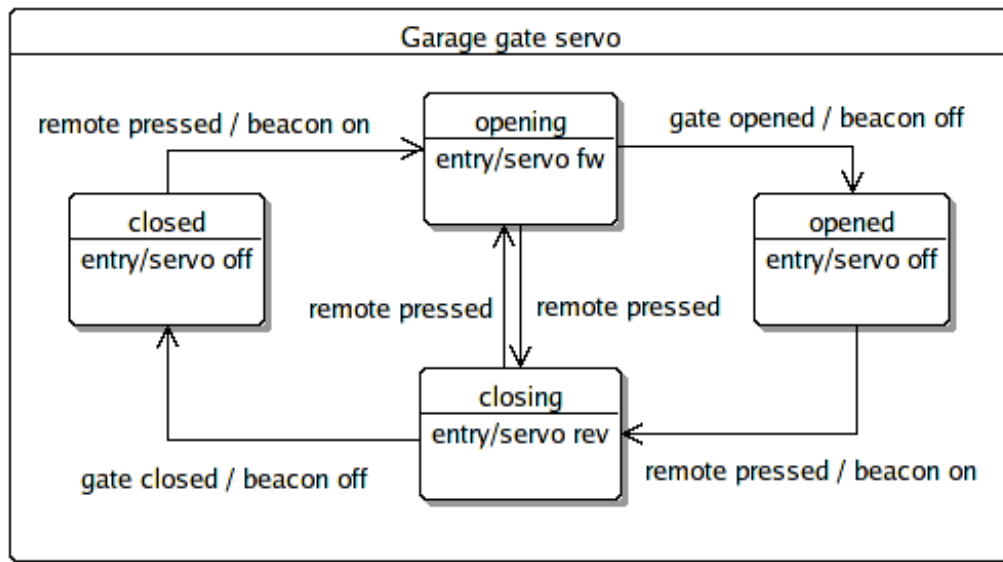 Garage gate servo
remote pressed / beacon on
opening
entry/servo fw
gate opened / beacon off
closed
entry/servo off
opened
entry/servo off
remote pressed
remote pressed
closing
entry/servo rev
gate closed / beacon off
remote pressed / beacon on